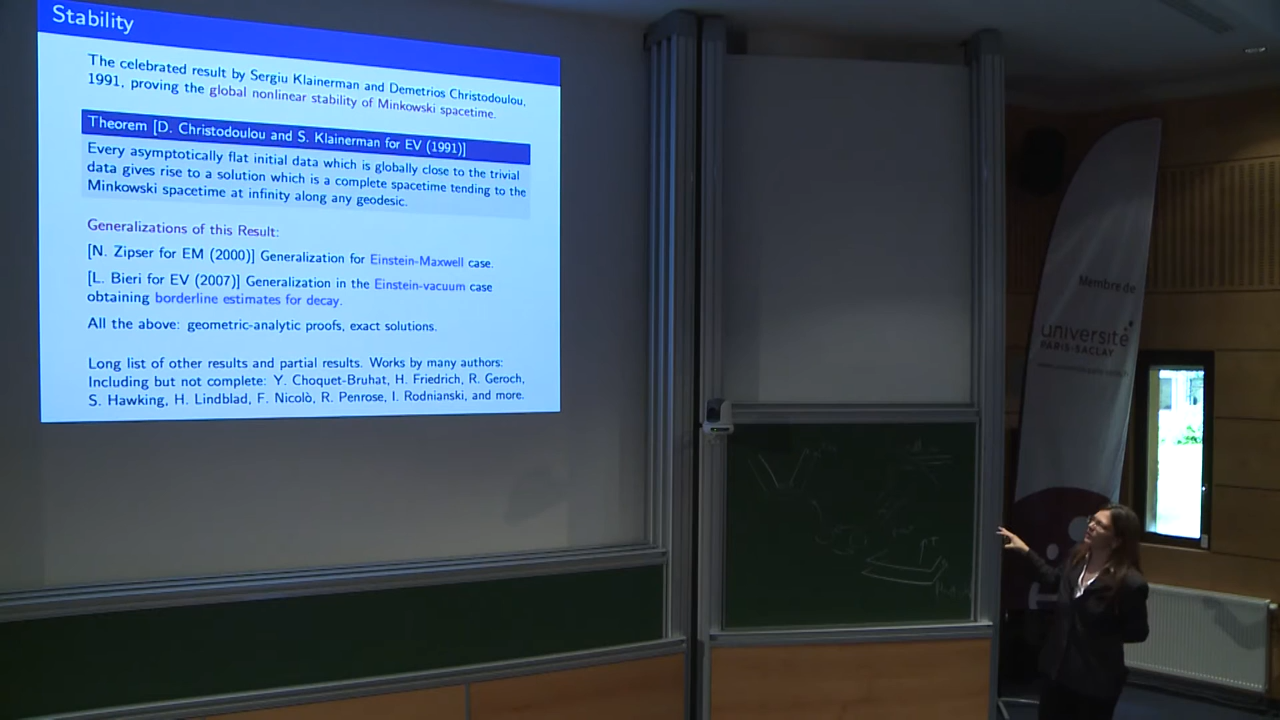 Stability
The celebrated result by Sergiu Klainerman and Demetrios Christodoulou,
1991, proving the global nonlinear stability of Minkowski spacetime.
Theorem [D. Christodoulou and S. Klainerman for EV (1991)]
Every asymptotically flat initial data which is globally close to the trivial
data gives rise to a solution which is a complete spacetime tending to the
Minkowski spacetime at infinity along any geodesic.
Generalizations of this Result:
[N. Zipser for EM (2000)] Generalization for Einstein-Maxwell case.
[L. Bieri for EV (2007)] Generalization in the Einstein-vacuum case
obtaining borderline estimates for decay.
All the above: geometric-analytic proofs, exact solutions.
Long list of other results and partial results. Works by many authors:
Including but not complete: Y. Choquet-Bruhat, H. Friedrich, R. Geroch,
S. Hawking, H. Lindblad, F. Nicolò, R. Penrose, I. Rodnianski, and more.
Membre de
université
PARIS-SACLAY